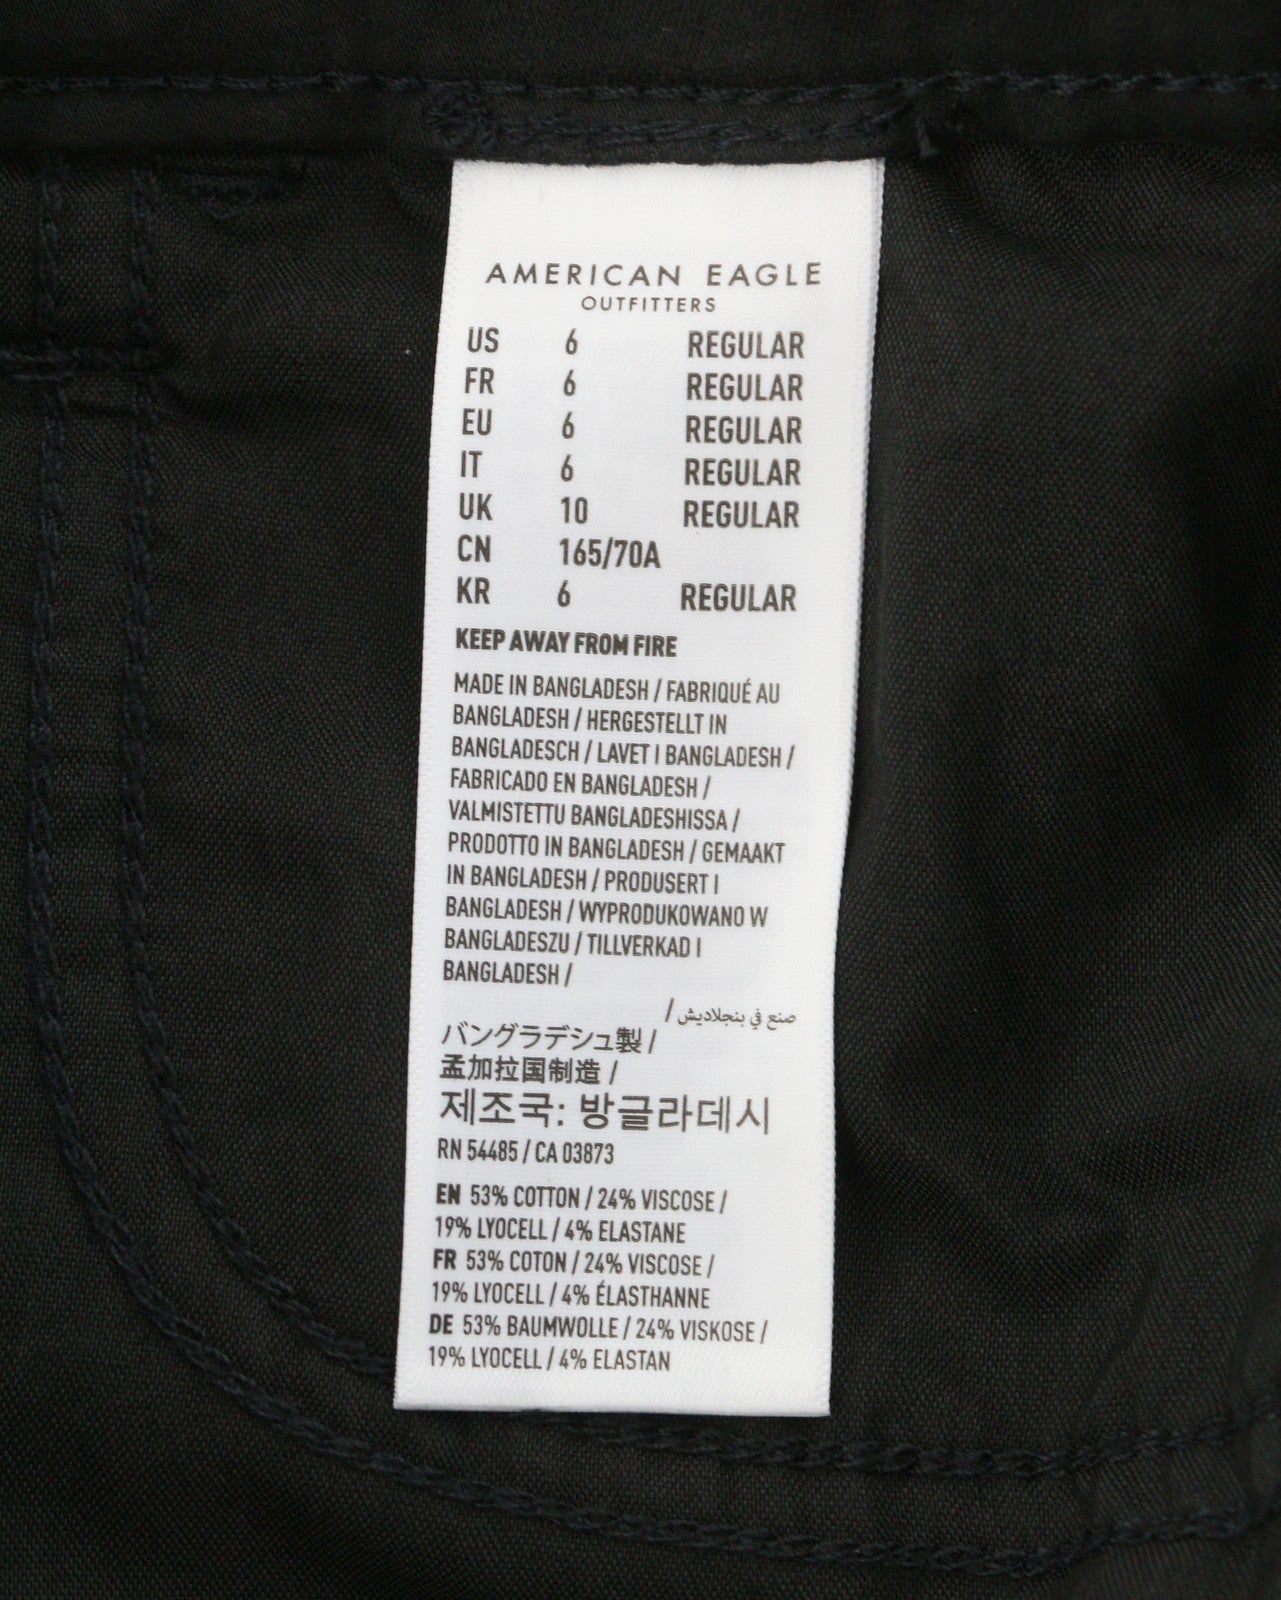 AMERICAN EAGLE
OUTFITTERS
US 6 REGULAR
FR 6 REGULAR
EU 6 REGULAR
IT 6 REGULAR
UK 10 REGULAR
CN 165/70A
KR 6 REGULAR
KEEP AWAY FROM FIRE
MADE IN BANGLADESH / FABRIQUÉ AU
BANGLADESH / HERGESTELLT IN
BANGLADESCH / LAVET I BANGLADESH /
FABRICADO EN BANGLADESH /
VALMISTETTU BANGLADESHISSA /
PRODOTTO IN BANGLADESH / GEMAAKT
IN BANGLADESH / PRODUSERT I
BANGLADESH / WYPRODUKOWANO W
BANGLADESZU / TILLVERKAD I
BANGLADESH /
صنع في بنجلاديش /
バングラデシュ製 /
孟加拉国制造 /
제조국: 방글라데시
RN 54485 / CA 03873
EN 53% COTTON / 24% VISCOSE /
19% LYOCELL / 4% ELASTANE
FR 53% COTON / 24% VISCOSE /
19% LYOCELL / 4% ÉLASTHANNE
DE 53% BAUMWOLLE / 24% VISKOSE /
19% LYOCELL / 4% ELASTAN